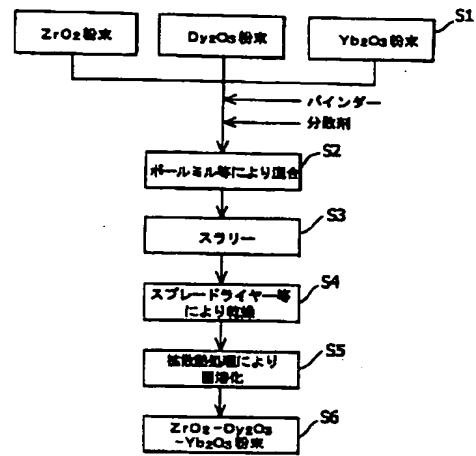 ZrO₂粉末
Dy₂O₃粉末
Yb₂O₃粉末
S1
バインダー
分散剤
S2
ボールミル等により混合
S3
スラリー
S4
スプレードライヤー等
により乾燥
S5
拡散熱処理により
固溶化
S6
ZrO₂-Dy₂O₃
-Yb₂O₃粉末